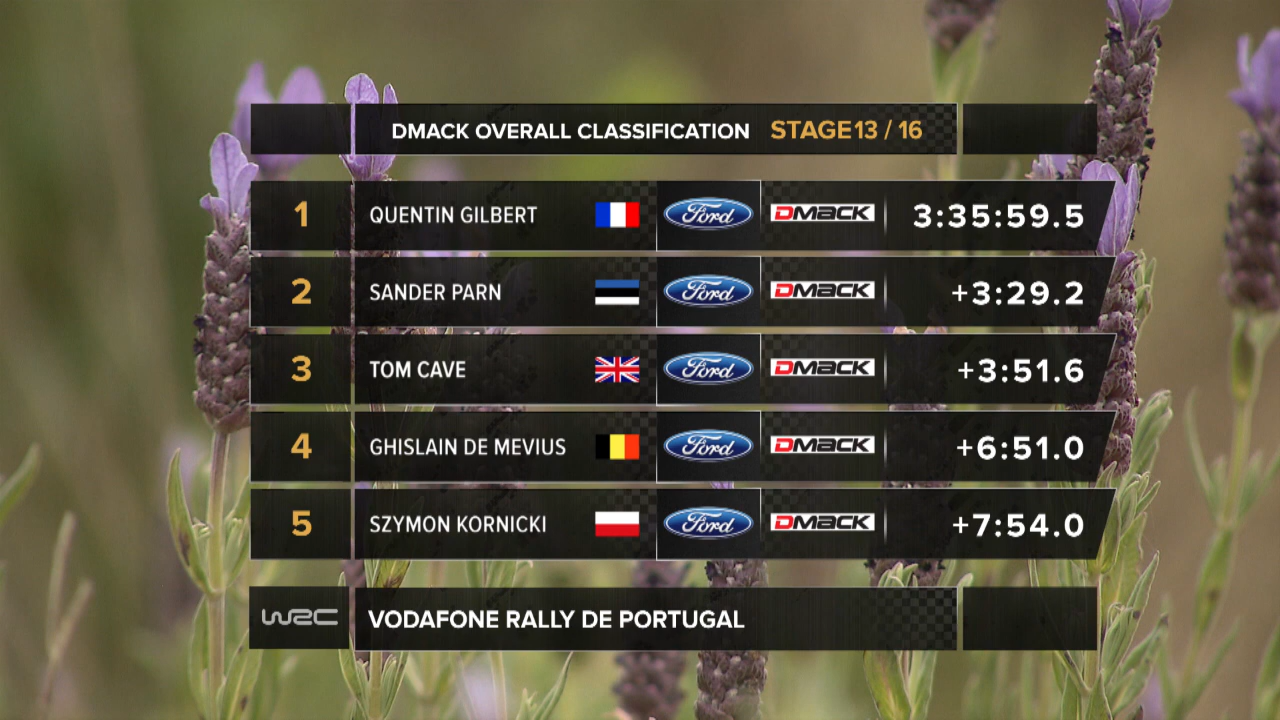 DMACK OVERALL CLASSIFICATION STAGE 13 / 16
1 QUENTIN GILBERT Ford DMACK 3:35:59.5
2 SANDER PARN Ford DMACK +3:29.2
3 TOM CAVE Ford DMACK +3:51.6
4 GHISLAIN DE MEVIUS Ford DMACK +6:51.0
5 SZYMON KORNICKI Ford DMACK +7:54.0
WRC VODAFONE RALLY DE PORTUGAL